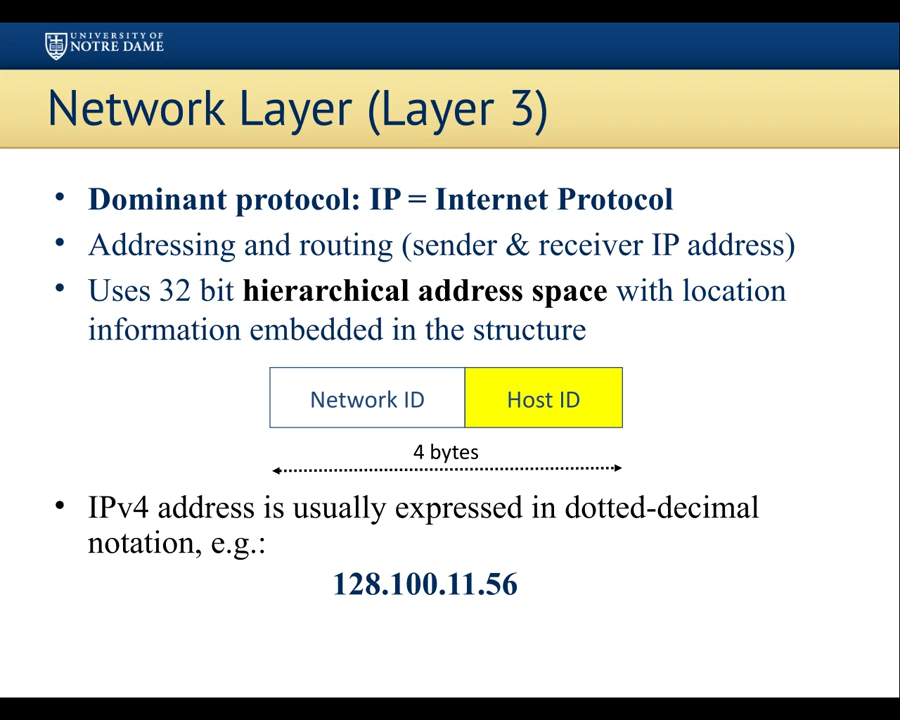 UNIVERSITY OF
NOTRE DAME
Network Layer (Layer 3)
• Dominant protocol: IP = Internet Protocol
• Addressing and routing (sender & receiver IP address)
• Uses 32 bit hierarchical address space with location
information embedded in the structure
Network ID Host ID
4 bytes
• IPv4 address is usually expressed in dotted-decimal
notation, e.g.:
128.100.11.56